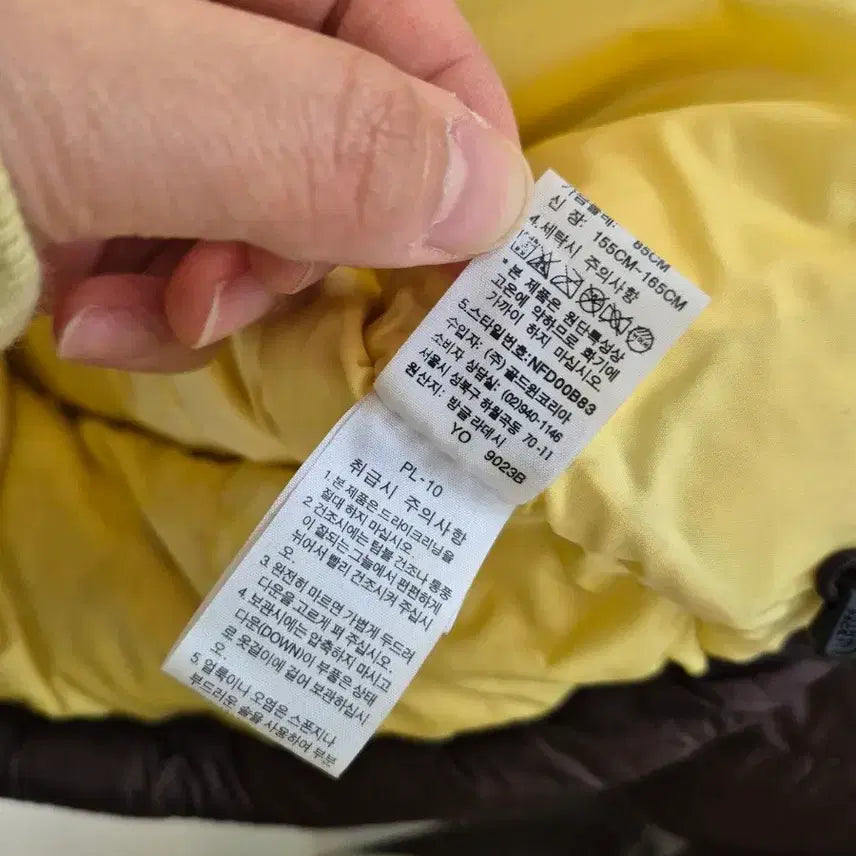 가슴둘레: 85CM
신 장: 155CM-165CM
4.세탁시 주의사항
• 본 제품은 원단특성상
고온에 약하므로 화기에
가까이 하지 마십시오
5.스타일번호:NFD00B83
수입자: (주)골드윈코리아
소비자 상담실: (02)940-1146
서울시 성북구 하월곡동 70-11
원산지: 방글라데시
YO 9023B
PL-10
취급시 주의사항
1. 본제품은드라이크리닝을
절대 하지 마십시오.
2 건조시에는 텀블 건조나 통풍
이 잘되는 그늘에서 편편하게
뉘어서 빨리 건조시켜 주십시
오
3. 완전히 마르면 가볍게 두드려
다운을 고르게 펴 주십시오.
4. 보관시에는 압축하지 마시고
다운(DOWN)이 부풀은 상태
로 옷걸이에 걸어 보관하십시
오.
5. 얼룩이나 오염은 스폰지나
부드러운 솔을 사용하여 부분